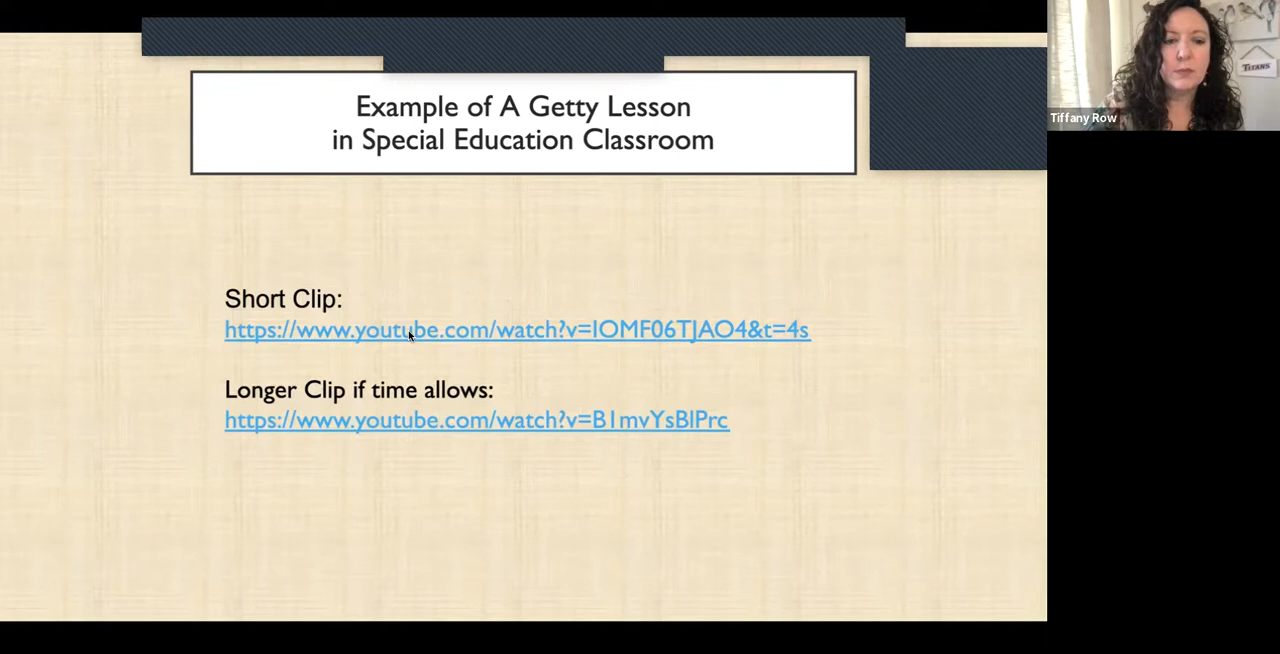 Example of A Getty Lesson
in Special Education Classroom
Short Clip:
https://www.youtube.com/watch?v=IOMF06TJAO4&t=4s
Longer Clip if time allows:
https://www.youtube.com/watch?v=B1mvYsBlPrc
Tiffany Row
TITANS